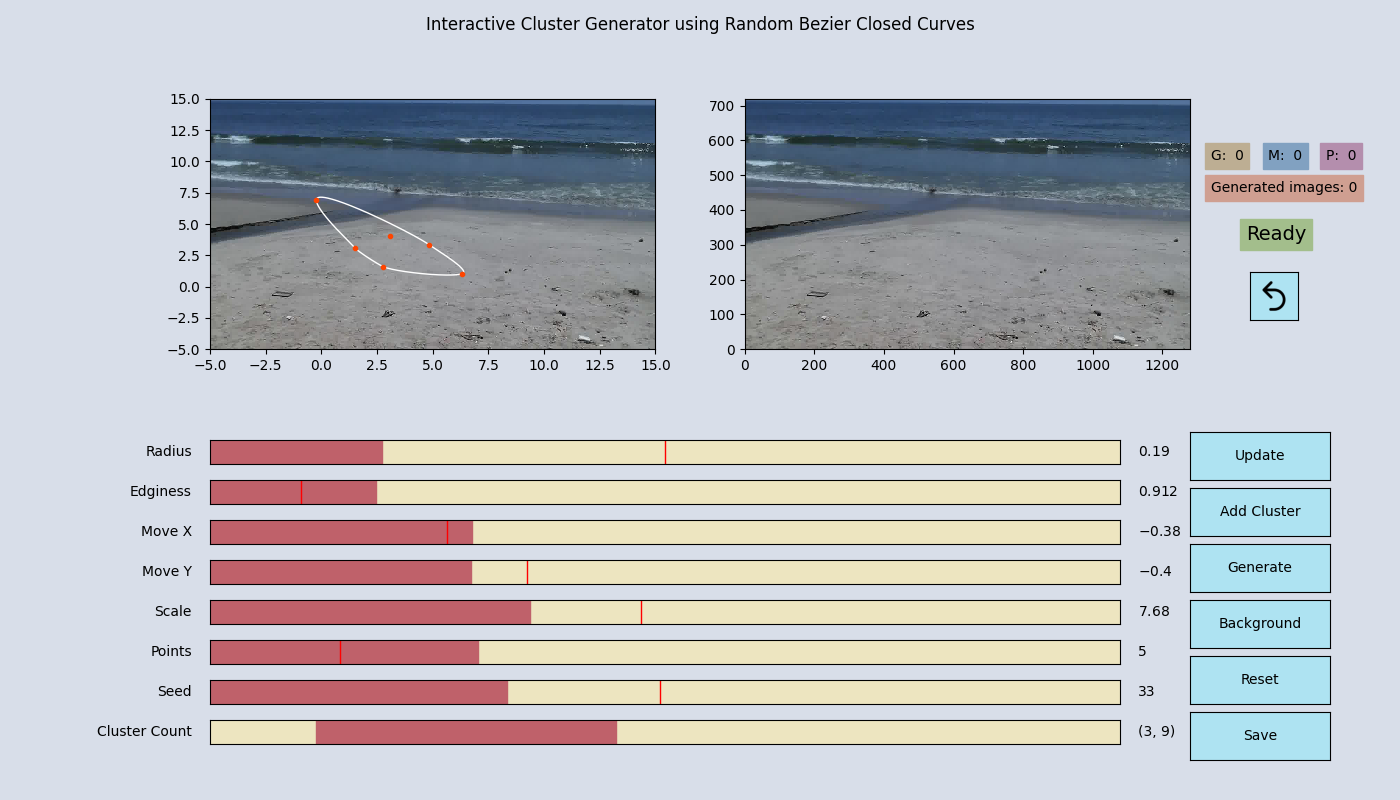 Interactive Cluster Generator using Random Bezier Closed Curves
15.0
12.5
10.0
7.5
5.0
2.5
0.0
−2.5
−5.0
−5.0 −2.5 0.0 2.5 5.0 7.5 10.0 12.5 15.0
700
600
500
400
300
200
100
0
0 200 400 600 800 1000 1200
G: 0 M: 0 P: 0
Generated images: 0
Ready
Radius 0.19
Edginess 0.912
Move X −0.38
Move Y −0.4
Scale 7.68
Points 5
Seed 33
Cluster Count (3, 9)
Update
Add Cluster
Generate
Background
Reset
Save